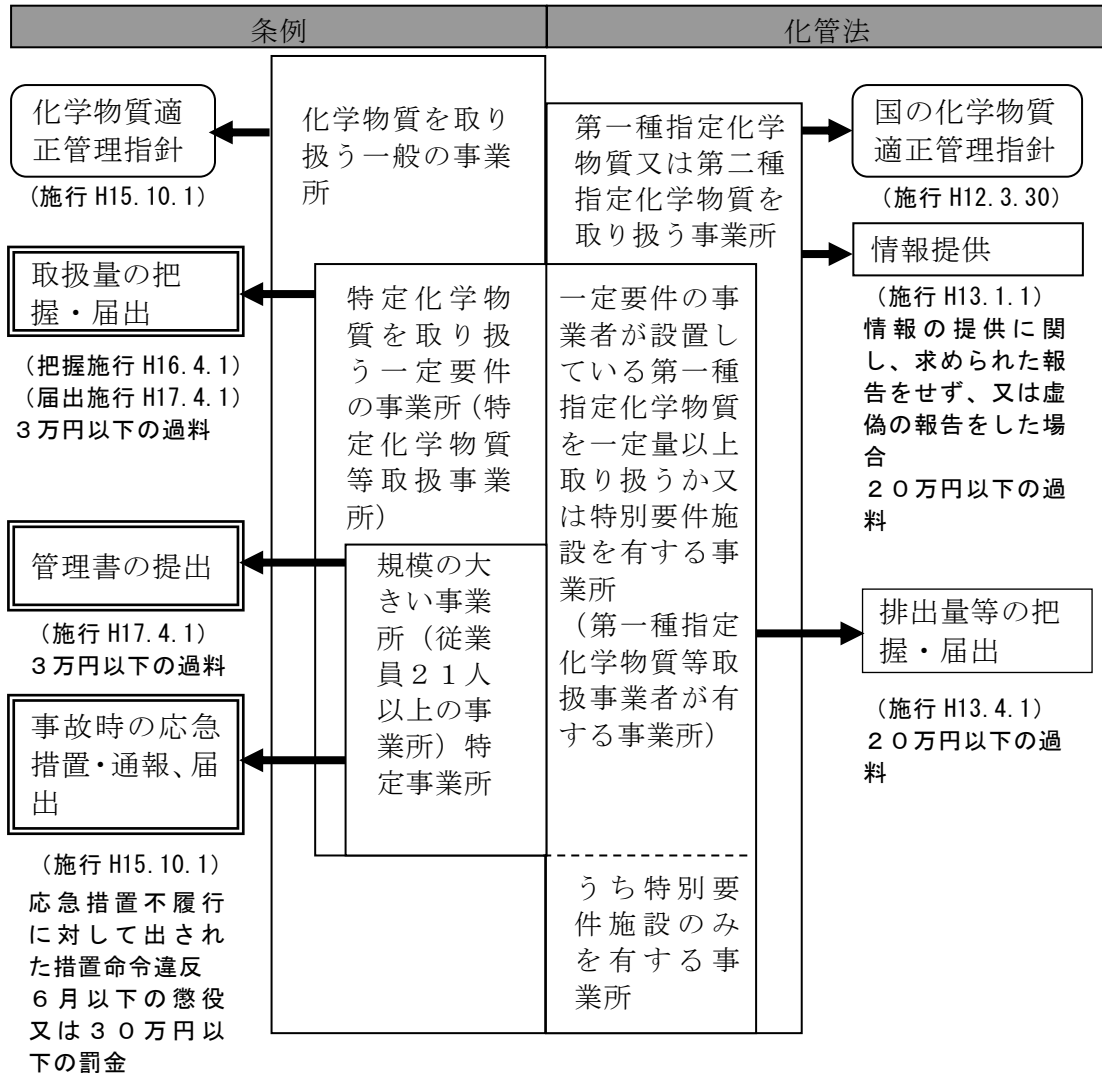 条例
化管法
化学物質適
正管理指針
(施行 H15.10.1)
取扱量の把
握・届出
(把握施行 H16.4.1)
(届出施行 H17.4.1)
３万円以下の過料
管理書の提出
(施行 H17.4.1)
３万円以下の過料
事故時の応急
措置・通報、届
出
(施行 H15.10.1)
応急措置不履行
に対して出され
た措置命令違反
６月以下の懲役
又は３０万円以
下の罰金
化学物質を取り
扱う一般の事業
所
特定化学物
質を取り扱
う一定要件
の事業所（特
定化学物質
等取扱事業
所）
規模の大
きい事業
所（従業
員２１人
以上の事
業所）特
定事業所
第一種指定化学
物質又は第二種
指定化学物質を
取り扱う事業所
一定要件の事
業者が設置し
ている第一種
指定化学物質
を一定量以上
取り扱うか又
は特別要件施
設を有する事
業所
（第一種指定
化学物質等取
扱事業者が有
する事業所）
うち特別要
件施設のみ
を有する事
業所
国の化学物質
適正管理指針
(施行 H12.3.30)
情報提供
(施行 H13.1.1)
情報の提供に関
し、求められた報
告をせず、又は虚
偽の報告をした場
合
２０万円以下の過
料
排出量等の把
握・届出
(施行 H13.4.1)
２０万円以下の過
料